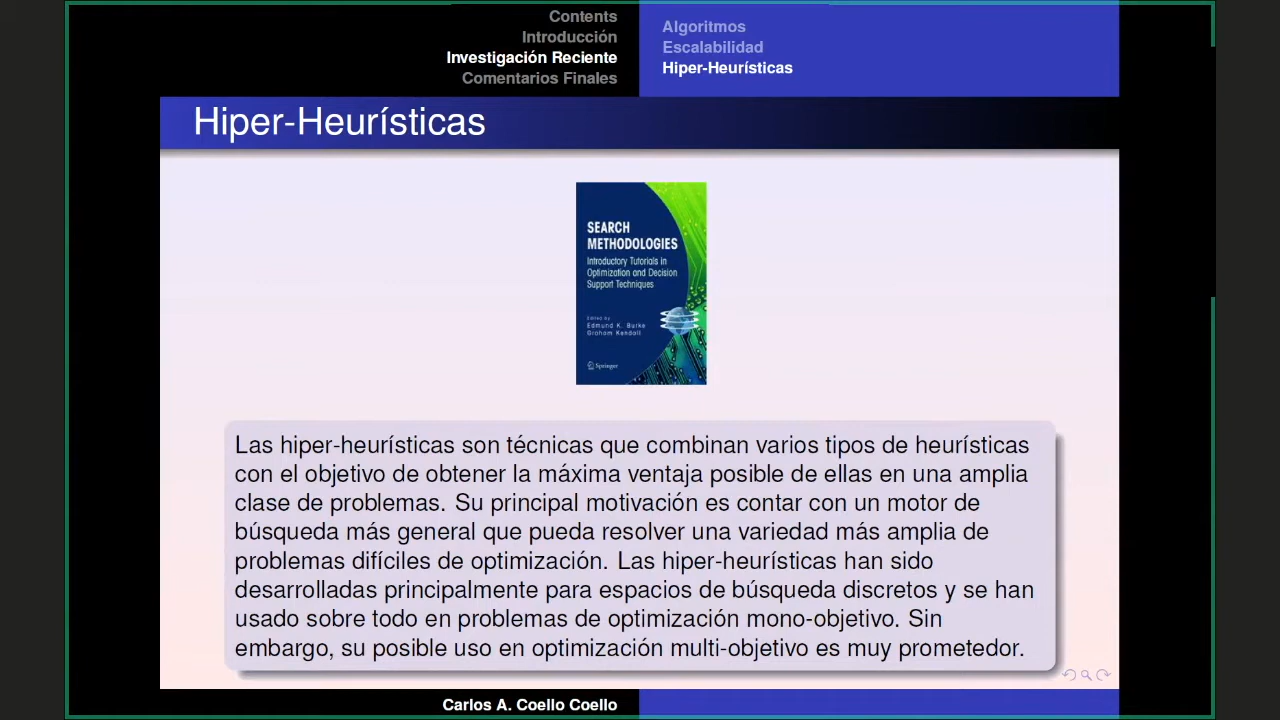 Contents
Introducción
Investigación Reciente
Comentarios Finales
Algoritmos
Escalabilidad
Hiper-Heurísticas
Hiper-Heurísticas
SEARCH
METHODOLOGIES
Introductory Tutorials in
Optimization and Decision
Support Techniques
Edited by
Edmund K. Burke
Graham Kendall
Springer
Las hiper-heurísticas son técnicas que combinan varios tipos de heurísticas
con el objetivo de obtener la máxima ventaja posible de ellas en una amplia
clase de problemas. Su principal motivación es contar con un motor de
búsqueda más general que pueda resolver una variedad más amplia de
problemas difíciles de optimización. Las hiper-heurísticas han sido
desarrolladas principalmente para espacios de búsqueda discretos y se han
usado sobre todo en problemas de optimización mono-objetivo. Sin
embargo, su posible uso en optimización multi-objetivo es muy prometedor.
Carlos A. Coello Coello